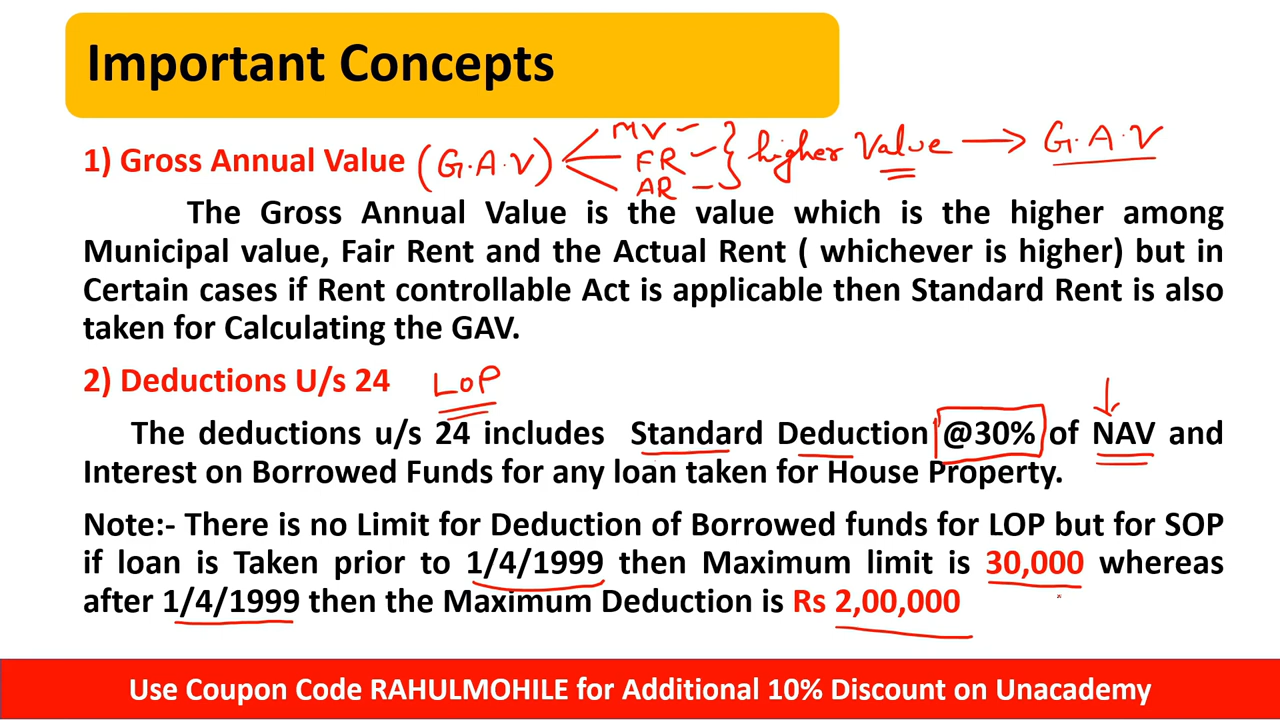 Important Concepts
MV
1) Gross Annual Value (G.A.V) FR } higher Value → G.A.V
AR
The Gross Annual Value is the value which is the higher among
Municipal value, Fair Rent and the Actual Rent ( whichever is higher) but in
Certain cases if Rent controllable Act is applicable then Standard Rent is also
taken for Calculating the GAV.
2) Deductions U/s 24 LOP
The deductions u/s 24 includes Standard Deduction @30% of NAV and
Interest on Borrowed Funds for any loan taken for House Property.
Note:- There is no Limit for Deduction of Borrowed funds for LOP but for SOP
if loan is Taken prior to 1/4/1999 then Maximum limit is 30,000 whereas
after 1/4/1999 then the Maximum Deduction is Rs 2,00,000
Use Coupon Code RAHULMOHILE for Additional 10% Discount on Unacademy